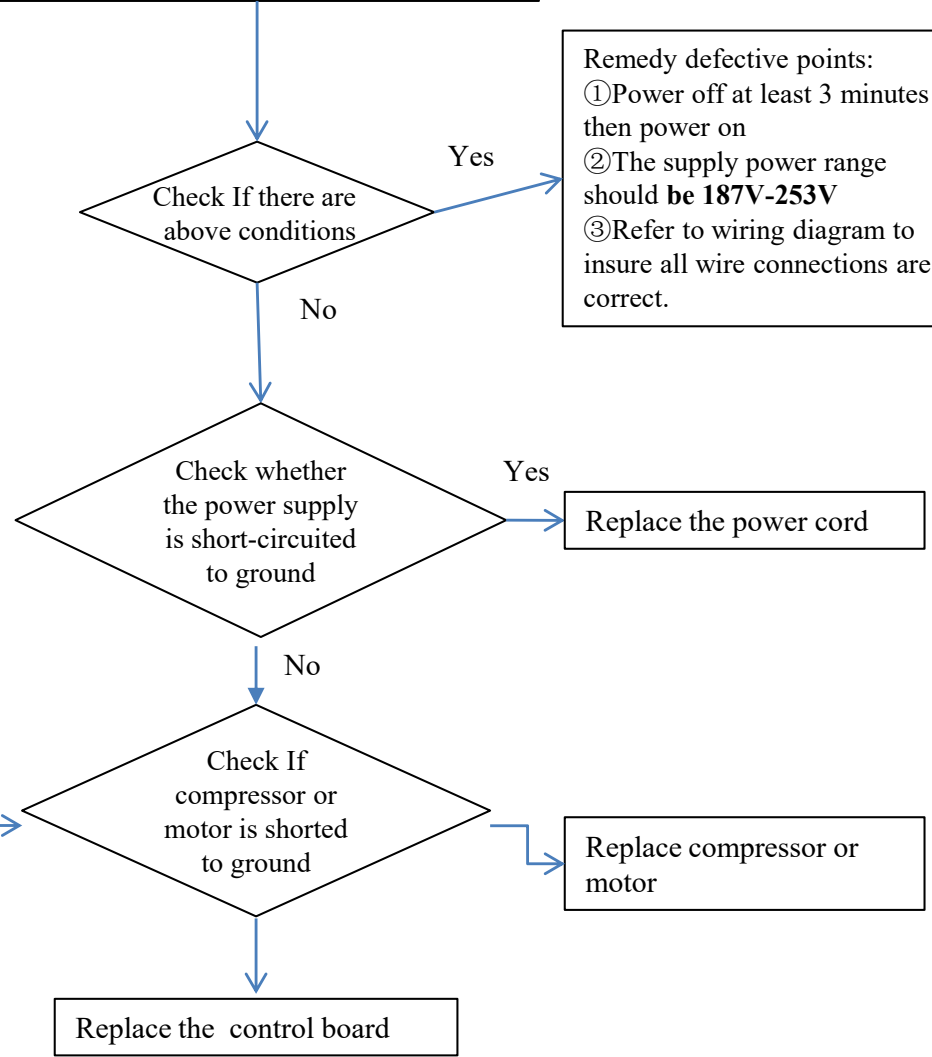 Remedy defective points:
①Power off at least 3 minutes
then power on
②The supply power range
should be 187V-253V
③Refer to wiring diagram to
insure all wire connections are
correct.
Yes
Check If there are
above conditions
No
Check whether
the power supply
is short-circuited
to ground
Yes
Replace the power cord
No
Check If
compressor or
motor is shorted
to ground
Replace compressor or
motor
Replace the  control board